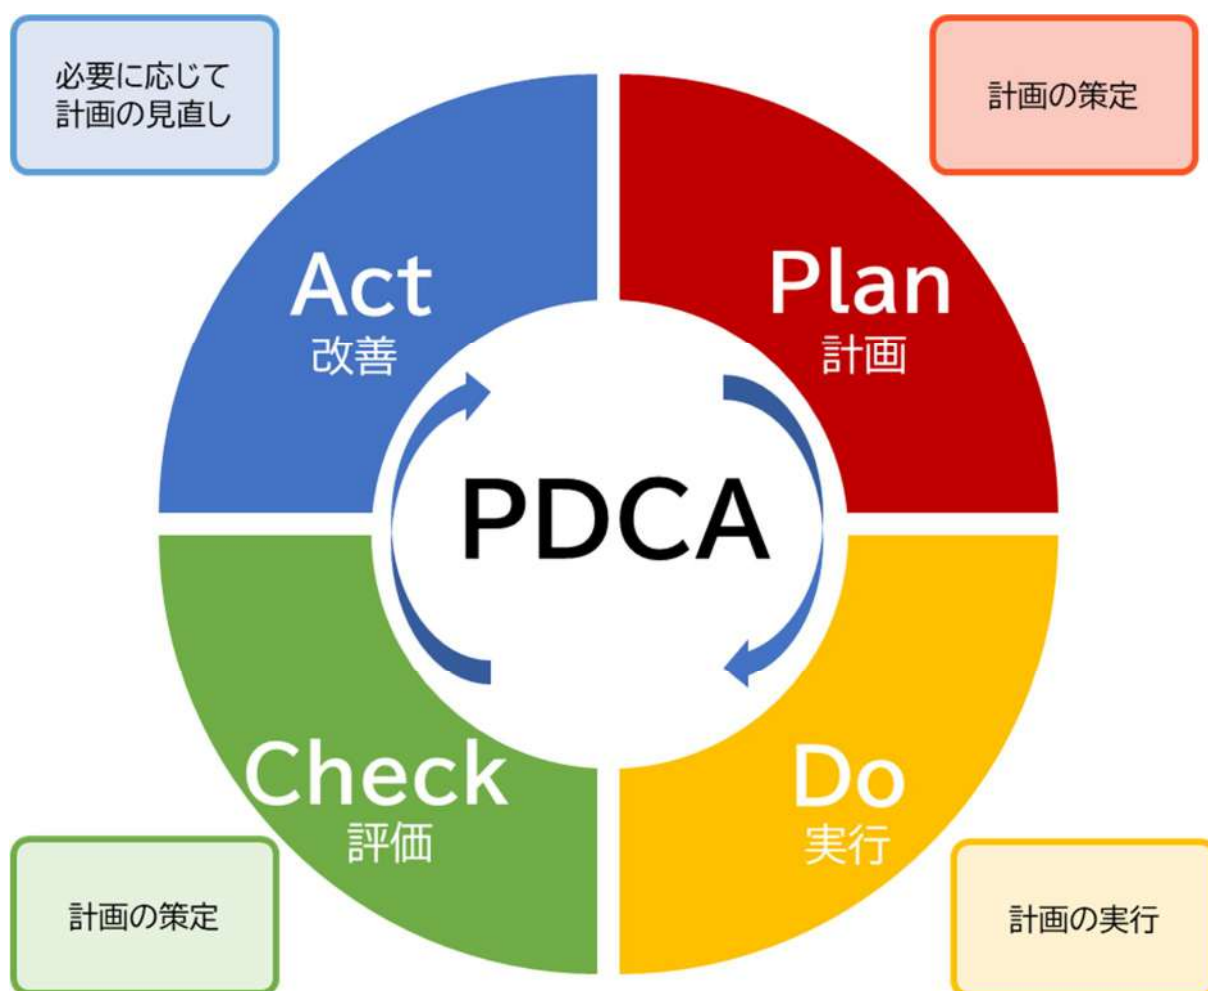 必要に応じて
計画の見直し
計画の策定
Act
改善
Plan
計画
PDCA
Check
評価
Do
実行
計画の策定
計画の実行